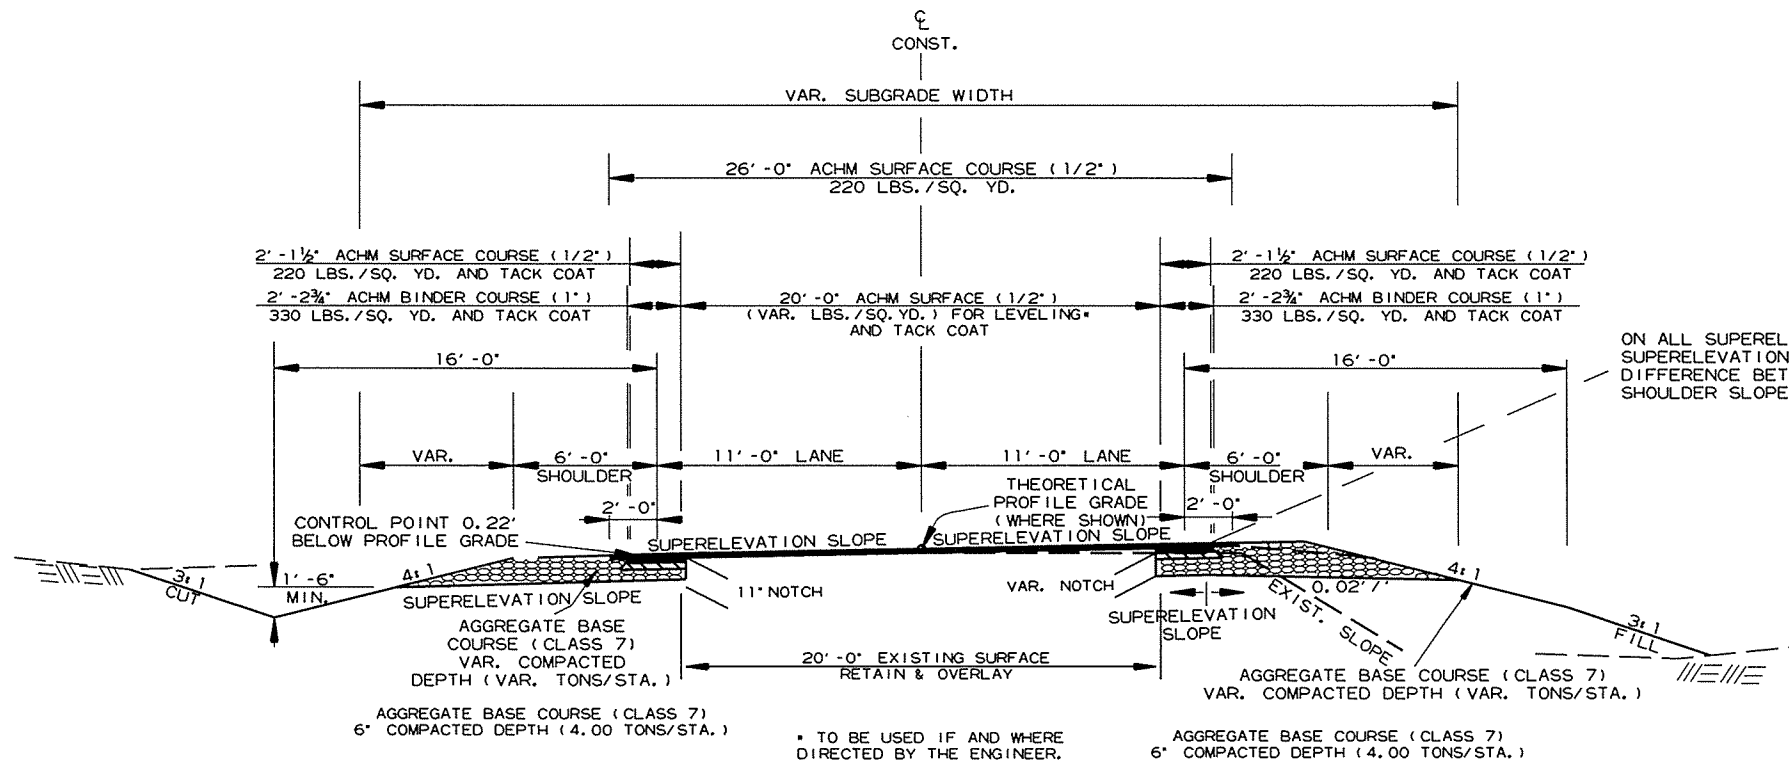 ℄
CONST.
VAR. SUBGRADE WIDTH
26'-0" ACHM SURFACE COURSE (1/2")
220 LBS./SQ. YD.
2'-1½" ACHM SURFACE COURSE (1/2")
220 LBS./SQ. YD. AND TACK COAT
2'-2¾" ACHM BINDER COURSE (1")
330 LBS./SQ. YD. AND TACK COAT
20'-0" ACHM SURFACE (1/2")
(VAR. LBS./SQ.YD.) FOR LEVELING*
AND TACK COAT
2'-1½" ACHM SURFACE COURSE (1/2")
220 LBS./SQ. YD. AND TACK COAT
2'-2¾" ACHM BINDER COURSE (1")
330 LBS./SQ. YD. AND TACK COAT
ON ALL SUPEREL
SUPERELEVATION
DIFFERENCE BET
SHOULDER SLOPE
16'-0"
16'-0"
VAR.
6'-0"
SHOULDER
11'-0" LANE
11'-0" LANE
6'-0"
SHOULDER
VAR.
2'-0"
THEORETICAL
PROFILE GRADE
(WHERE SHOWN)
2'-0"
CONTROL POINT 0.22'
BELOW PROFILE GRADE
SUPERELEVATION SLOPE
SUPERELEVATION SLOPE
3:1
CUT
1'-6"
MIN.
4:1
SUPERELEVATION SLOPE
11" NOTCH
VAR. NOTCH
0.02'/'
4:1
SUPERELEVATION
SLOPE
EXIST. SLOPE
3:1
FILL
AGGREGATE BASE
COURSE (CLASS 7)
VAR. COMPACTED
DEPTH (VAR. TONS/STA.)
20'-0" EXISTING SURFACE
RETAIN & OVERLAY
AGGREGATE BASE COURSE (CLASS 7)
VAR. COMPACTED DEPTH (VAR. TONS/STA.)
AGGREGATE BASE COURSE (CLASS 7)
6" COMPACTED DEPTH (4.00 TONS/STA.)
* TO BE USED IF AND WHERE
DIRECTED BY THE ENGINEER.
AGGREGATE BASE COURSE (CLASS 7)
6" COMPACTED DEPTH (4.00 TONS/STA.)